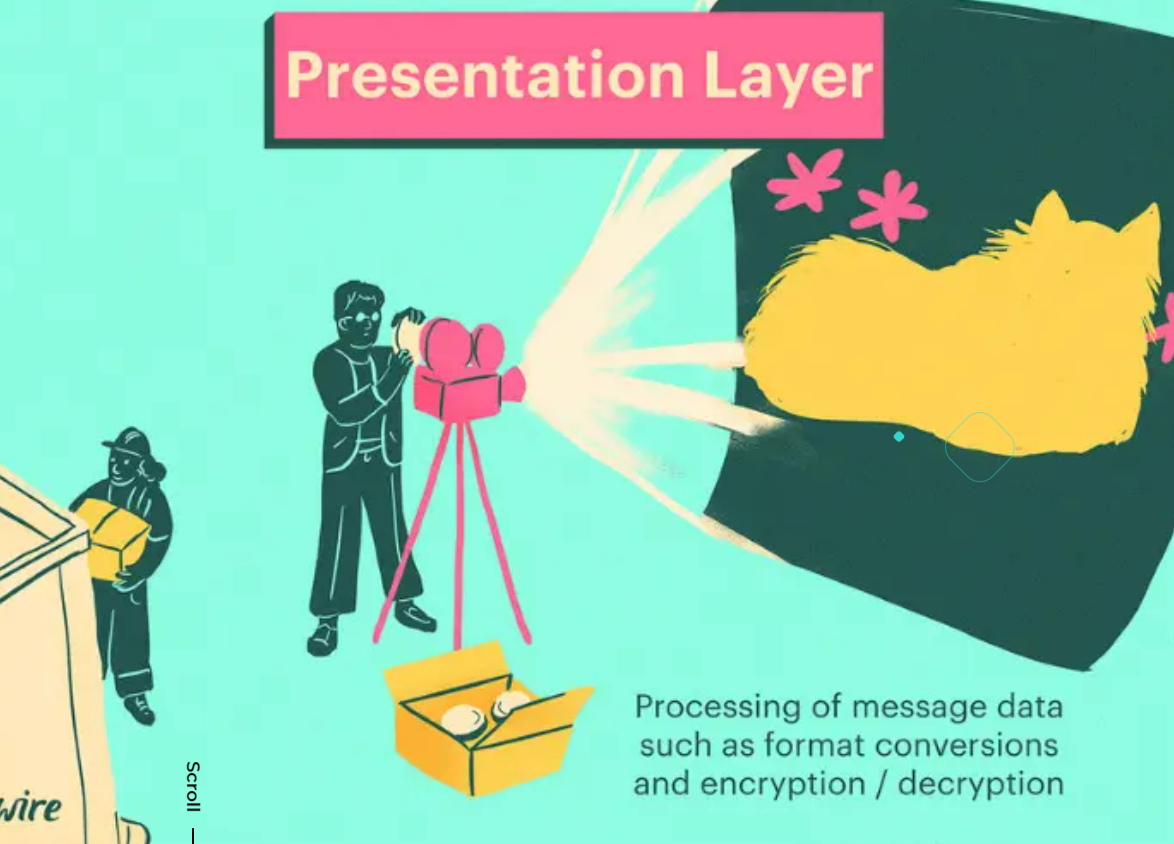 Presentation Layer
Processing of message data
such as format conversions
and encryption / decryption
Scroll
wire